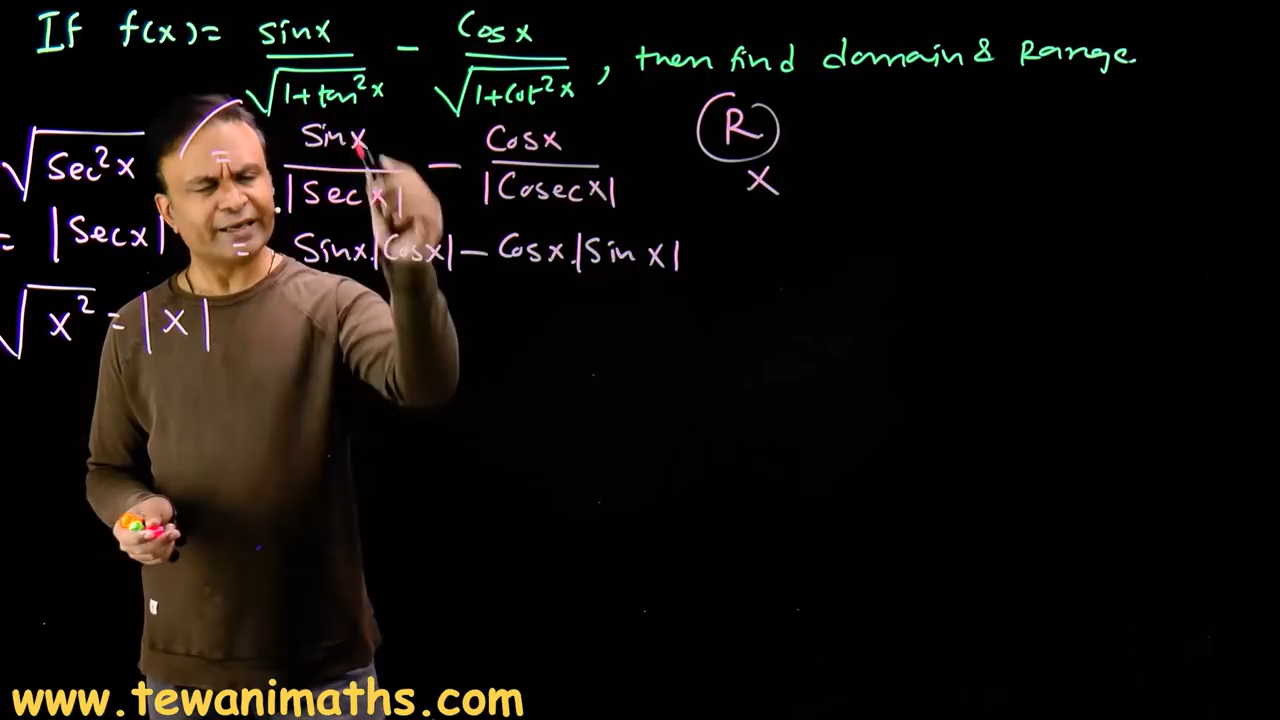 If f(x) = sinx / √(1+tan²x) − Cosx / √(1+Cot²x), then find domain & Range.
√(Sec²x) = Sinx / |Secx| − Cosx / |Cosecx| R
x
= |Secx| = Sinx.|Cosx| − Cosx.|Sinx|
√(x²) = |x|
www.tewanimaths.com